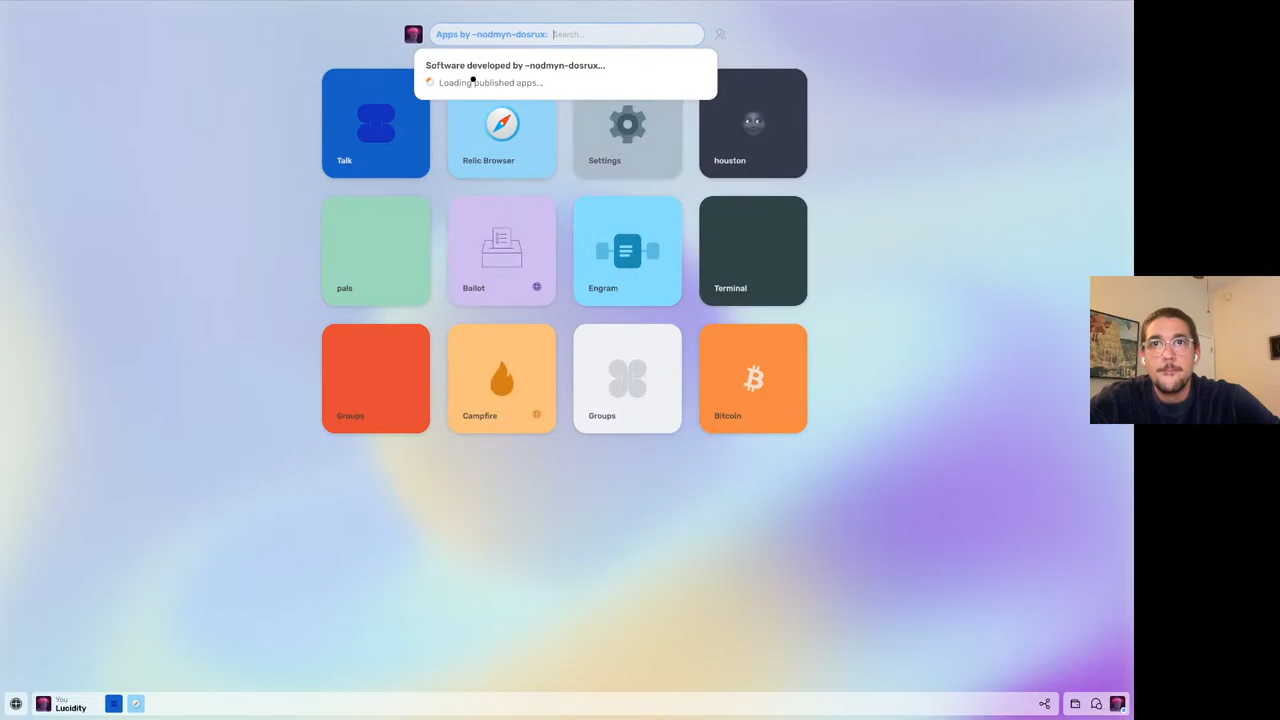 Apps by ~nodmyn-dosrux: Search...
Software developed by ~nodmyn-dosrux...
Loading published apps...
Talk
Relic Browser
Settings
houston
pals
Ballot
Engram
Terminal
Groups
Campfire
Groups
Bitcoin
You
Lucidity